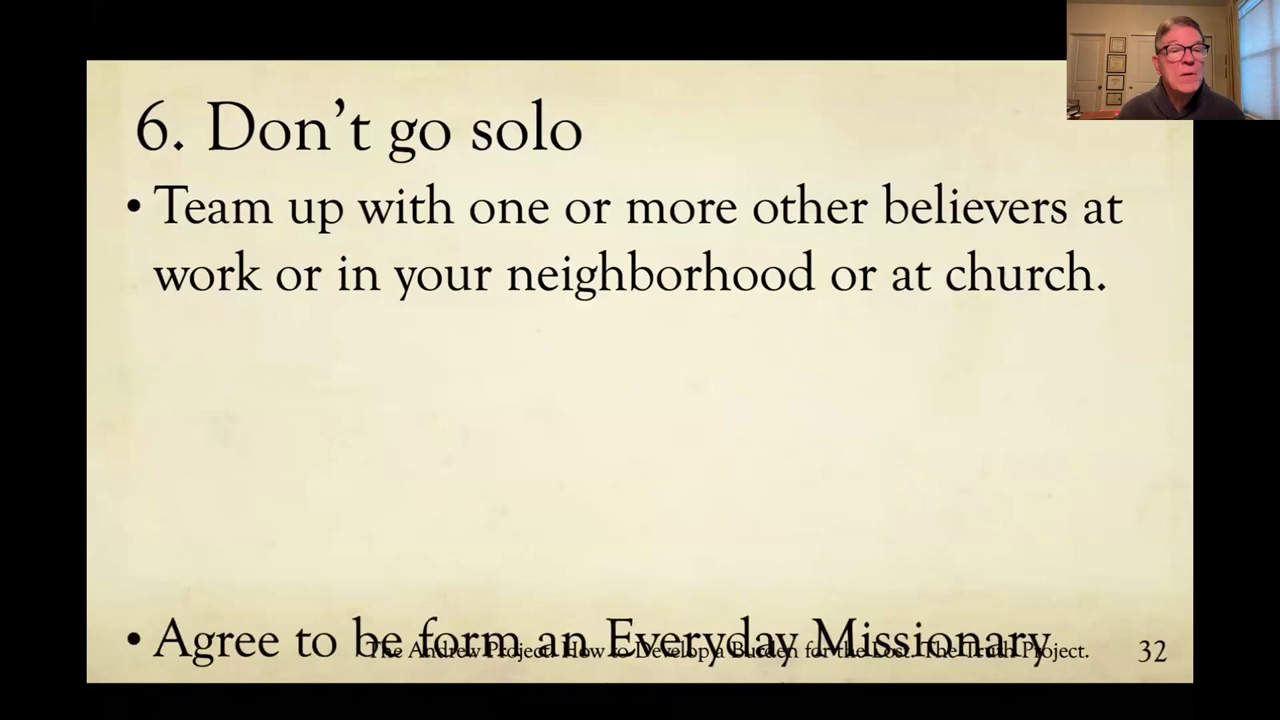 6. Don't go solo
• Team up with one or more other believers at
work or in your neighborhood or at church.
• Agree to be form an Everyday Missionary
The Andrew Project: How to Develop a Burden for the Lost. The Truth Project.
32